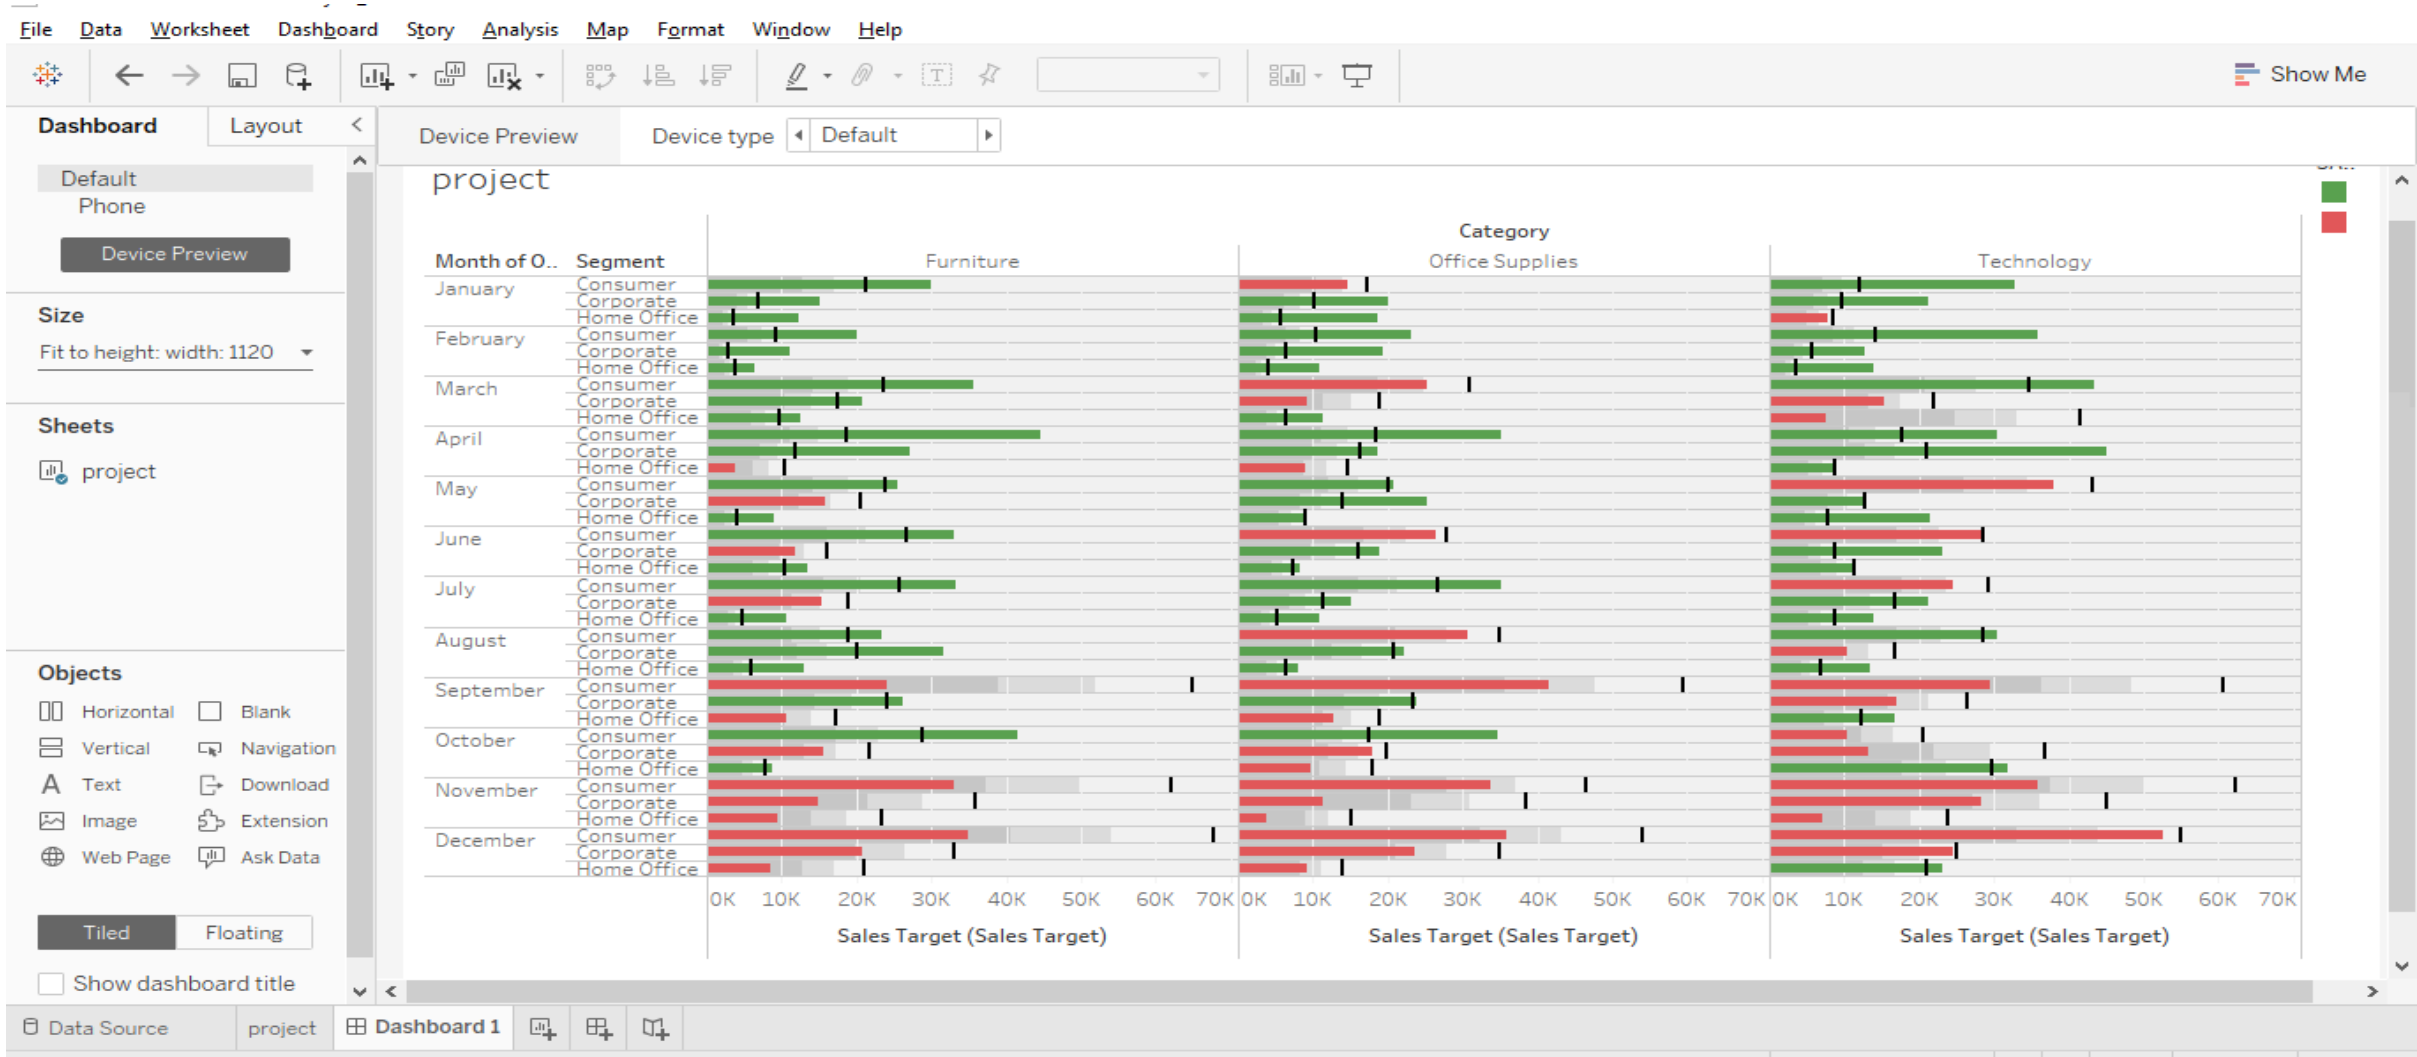 File Data Worksheet Dashboard Story Analysis Map Format Window Help
Show Me
Dashboard Layout
Device Preview Device type Default
Default
Phone
Device Preview
Size
Fit to height: width: 1120
Sheets
project
Objects
Horizontal Blank
Vertical Navigation
Text Download
Image Extension
Web Page Ask Data
Tiled Floating
Show dashboard title
project
Category
Month of O.. Segment Furniture Office Supplies Technology
January Consumer
Corporate
Home Office
February Consumer
Corporate
Home Office
March Consumer
Corporate
Home Office
April Consumer
Corporate
Home Office
May Consumer
Corporate
Home Office
June Consumer
Corporate
Home Office
July Consumer
Corporate
Home Office
August Consumer
Corporate
Home Office
September Consumer
Corporate
Home Office
October Consumer
Corporate
Home Office
November Consumer
Corporate
Home Office
December Consumer
Corporate
Home Office
0K 10K 20K 30K 40K 50K 60K 70K 0K 10K 20K 30K 40K 50K 60K 70K 0K 10K 20K 30K 40K 50K 60K 70K
Sales Target (Sales Target) Sales Target (Sales Target) Sales Target (Sales Target)
Data Source project Dashboard 1